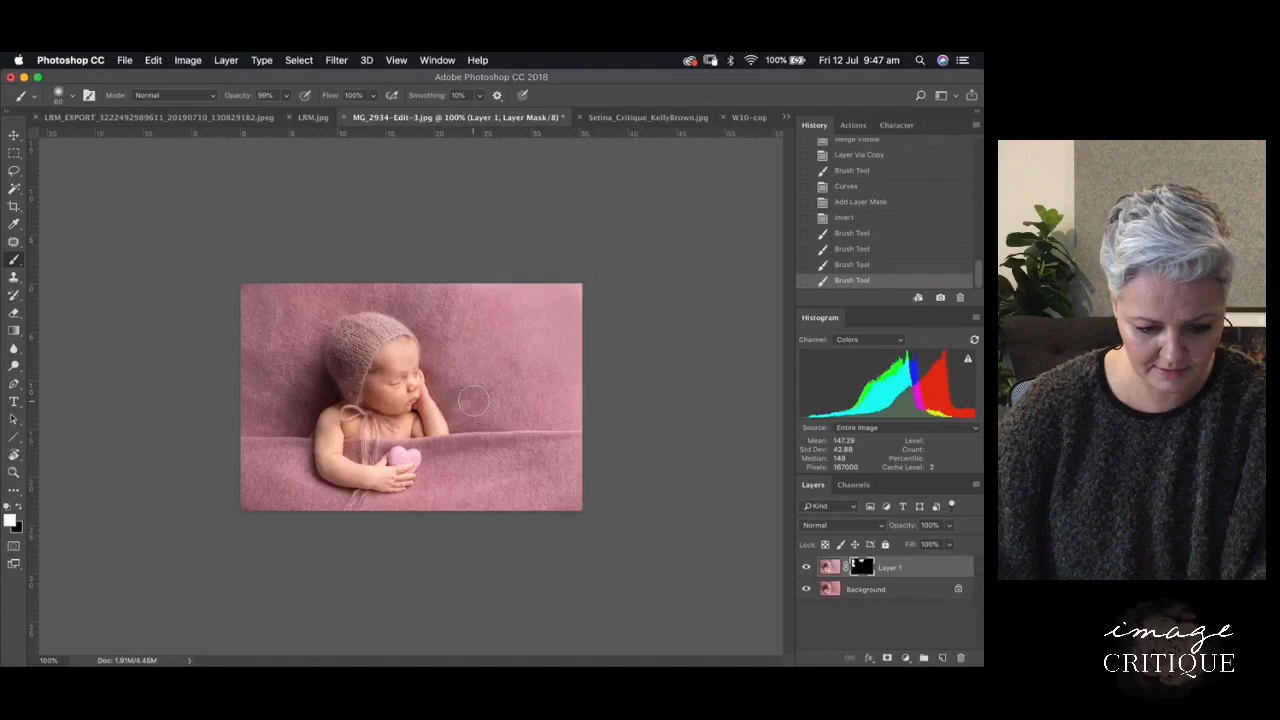 Photoshop CC File Edit Image Layer Type Select Filter 3D View Window Help 100% Fri 12 Jul 9:47 am
Adobe Photoshop CC 2018
60 Mode: Normal Opacity: 99% Flow: 100% Smoothing: 10%
LRM_EXPORT_3222492989611_20190710_130829182.jpeg LRM.jpg MG_2934-Edit-3.jpg @ 100% (Layer 1, Layer Mask/8) * Setina_Critique_KellyBrown.jpg W10-cop
History Actions Character
Merge Visible
Layer Via Copy
Brush Tool
Curves
Add Layer Mask
Invert
Brush Tool
Brush Tool
Brush Tool
Brush Tool
Histogram
Channel: Colors
Source: Entire Image
Mean: 147.29 Level:
Std Dev: 42.88 Count:
Median: 149 Percentile:
Pixels: 167000 Cache Level: 2
Layers Channels
Kind
Normal Opacity: 100%
Lock: Fill: 100%
Layer 1
Background
100% Doc: 1.91M/4.45M
image
CRITIQUE